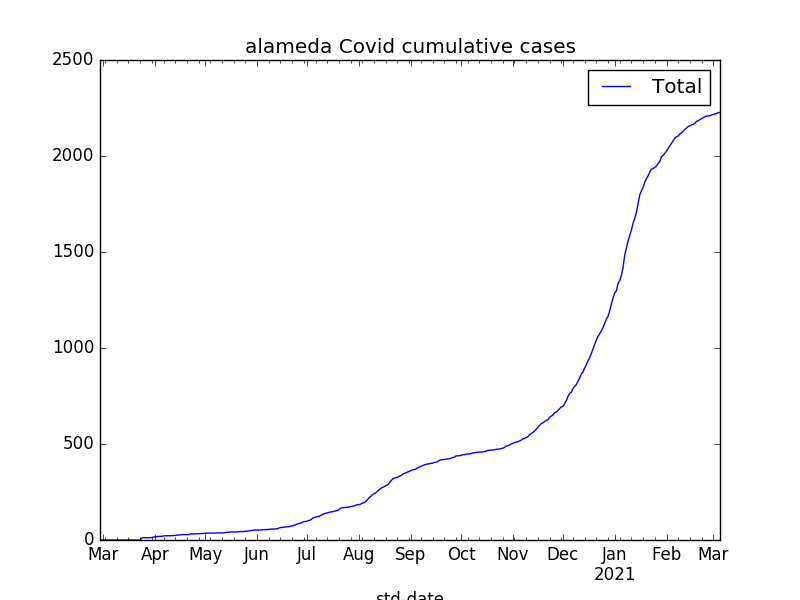 alameda Covid cumulative cases
Total
2500
2000
1500
1000
500
0
Mar Apr May Jun Jul Aug Sep Oct Nov Dec Jan Feb Mar
2021
std-date